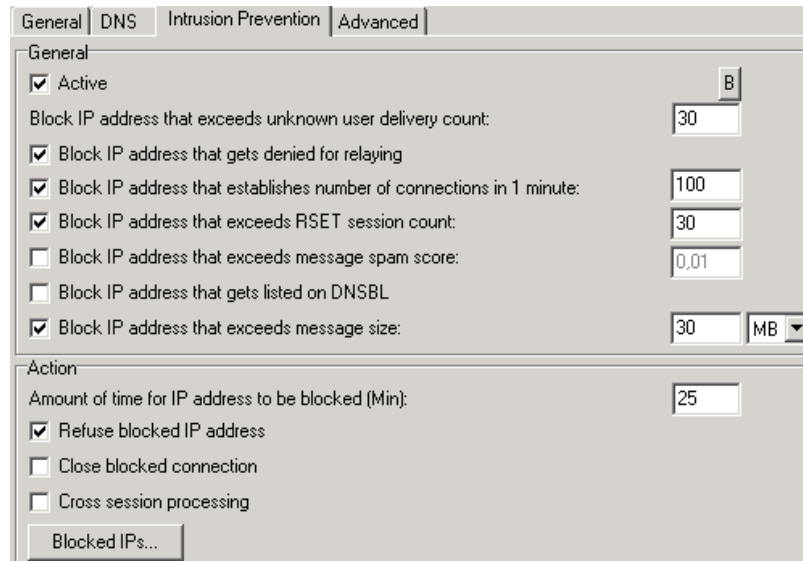 General DNS Intrusion Prevention Advanced
General
Active B
Block IP address that exceeds unknown user delivery count: 30
Block IP address that gets denied for relaying
Block IP address that establishes number of connections in 1 minute: 100
Block IP address that exceeds RSET session count: 30
Block IP address that exceeds message spam score: 0,01
Block IP address that gets listed on DNSBL
Block IP address that exceeds message size: 30 MB
Action
Amount of time for IP address to be blocked (Min): 25
Refuse blocked IP address
Close blocked connection
Cross session processing
Blocked IPs...